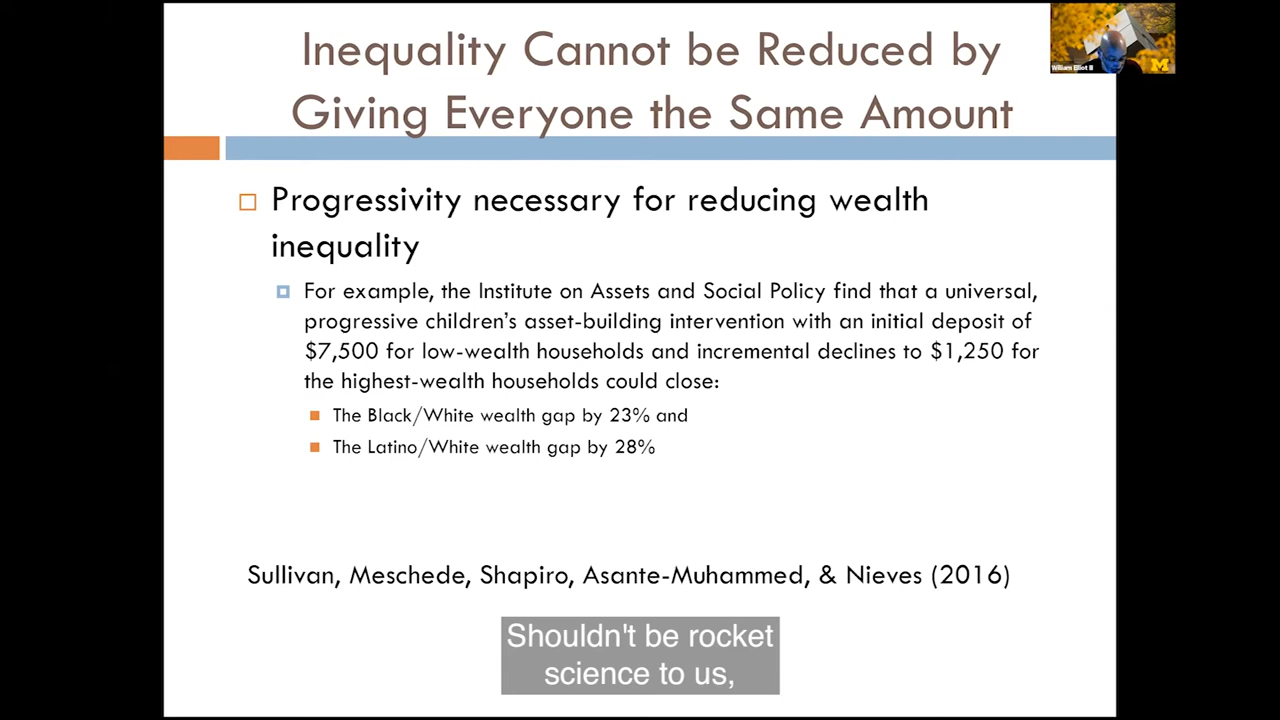 Inequality Cannot be Reduced by
Giving Everyone the Same Amount
William Elliot II
M
Progressivity necessary for reducing wealth
inequality
For example, the Institute on Assets and Social Policy find that a universal,
progressive children's asset-building intervention with an initial deposit of
$7,500 for low-wealth households and incremental declines to $1,250 for
the highest-wealth households could close:
The Black/White wealth gap by 23% and
The Latino/White wealth gap by 28%
Sullivan, Meschede, Shapiro, Asante-Muhammed, & Nieves (2016)
Shouldn't be rocket
science to us,